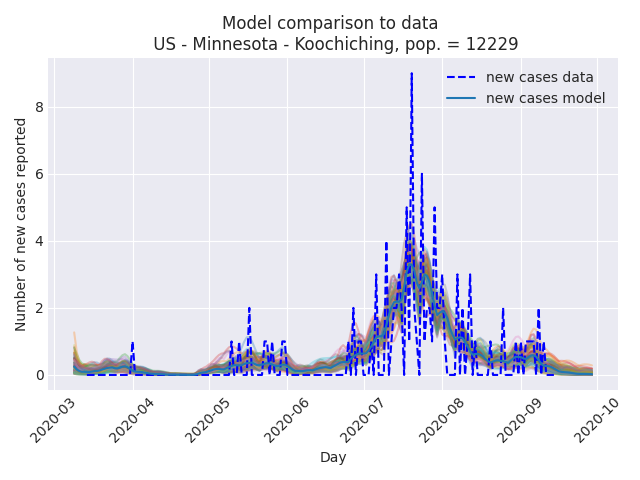 Model comparison to data
US - Minnesota - Koochiching, pop. = 12229
new cases data
new cases model
Number of new cases reported
8
6
4
2
0
2020-03
2020-04
2020-05
2020-06
2020-07
2020-08
2020-09
2020-10
Day